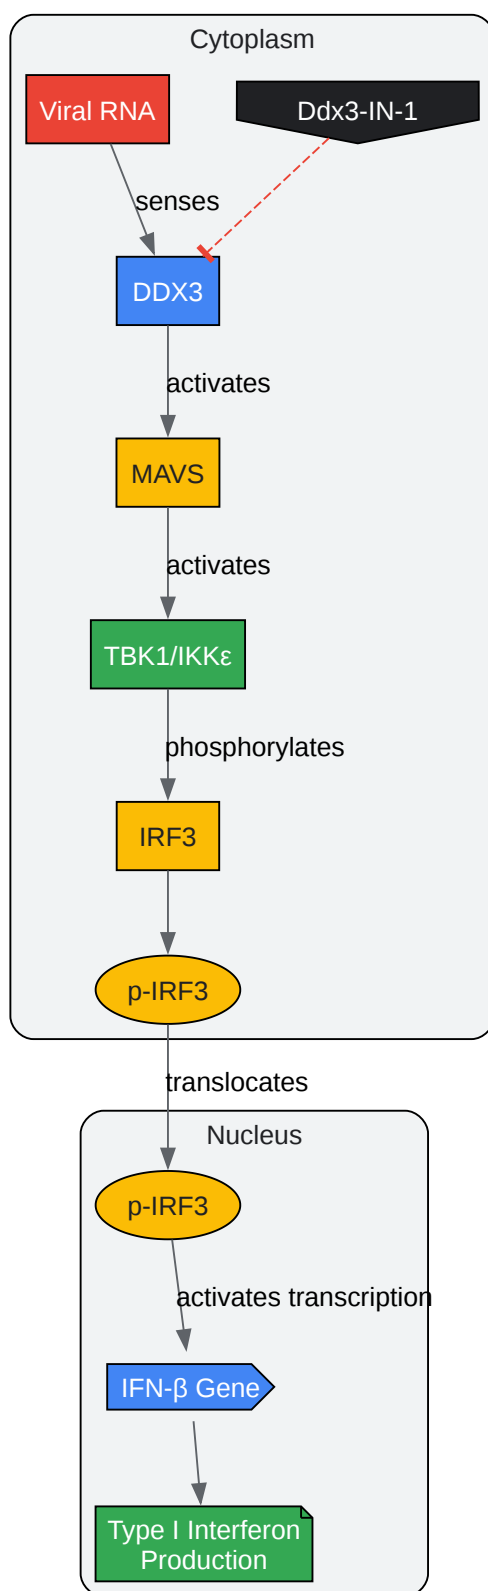 Cytoplasm
Viral RNA
Ddx3-IN-1
senses
DDX3
activates
MAVS
activates
TBK1/IKKε
phosphorylates
IRF3
p-IRF3
translocates
Nucleus
p-IRF3
activates transcription
IFN-β Gene
Type I Interferon
Production